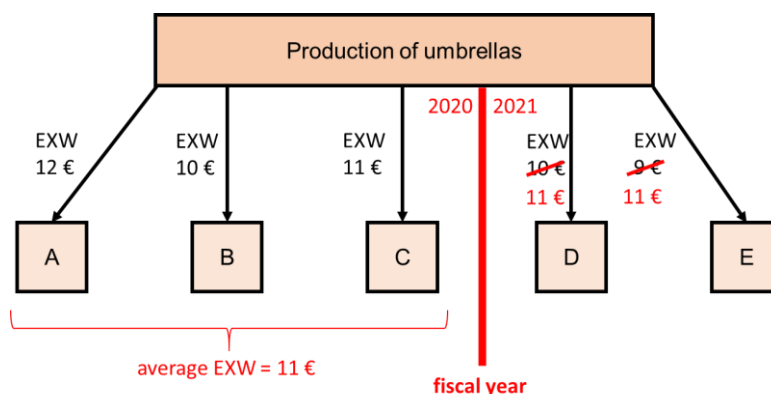 Production of umbrellas
2020 2021
EXW
12 €
EXW
10 €
EXW
11 €
EXW
10 €
11 €
EXW
9 €
11 €
A
B
C
D
E
average EXW = 11 €
fiscal year